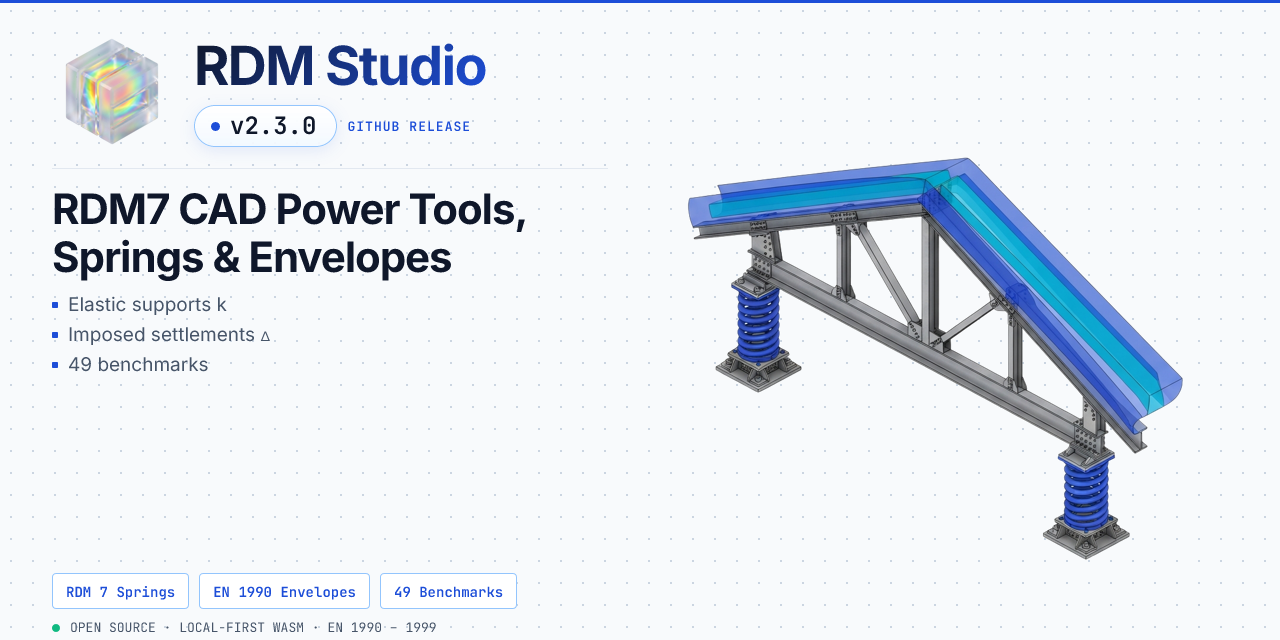 RDM Studio
v2.3.0 GITHUB RELEASE
RDM7 CAD Power Tools,
Springs & Envelopes
Elastic supports k
Imposed settlements Δ
49 benchmarks
RDM 7 Springs EN 1990 Envelopes 49 Benchmarks
OPEN SOURCE · LOCAL-FIRST WASM · EN 1990 – 1999